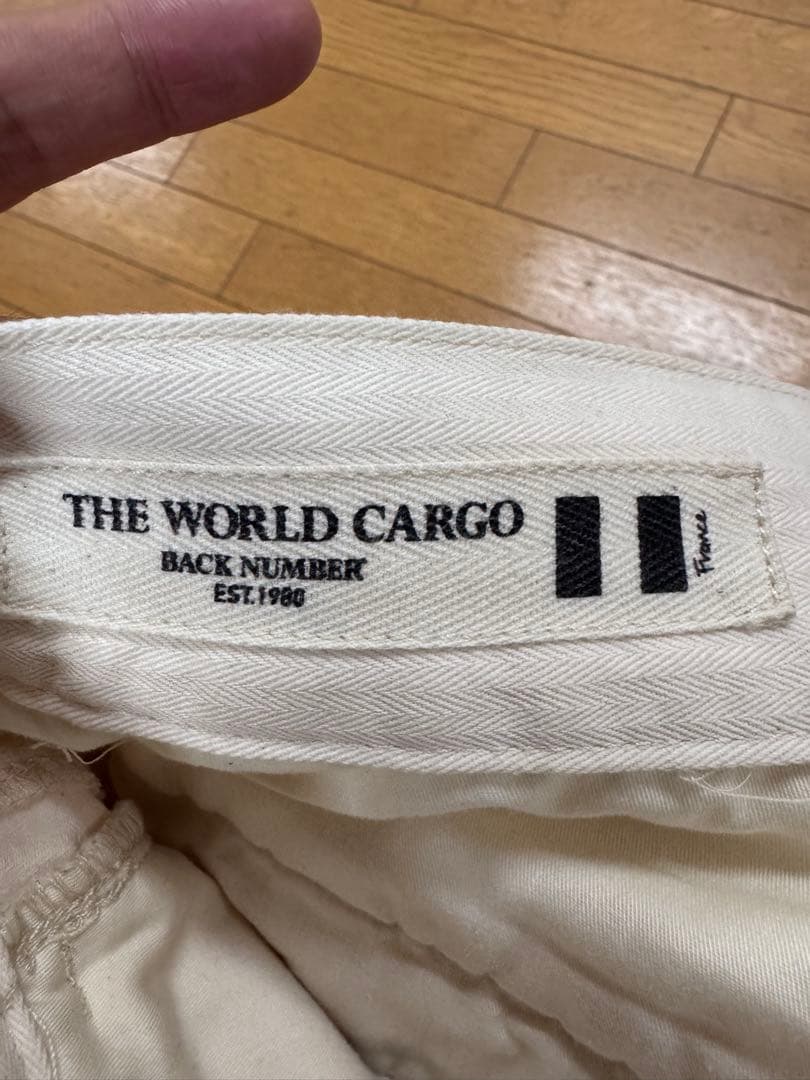 THE WORLD CARGO
BACK NUMBER
EST.1980
France